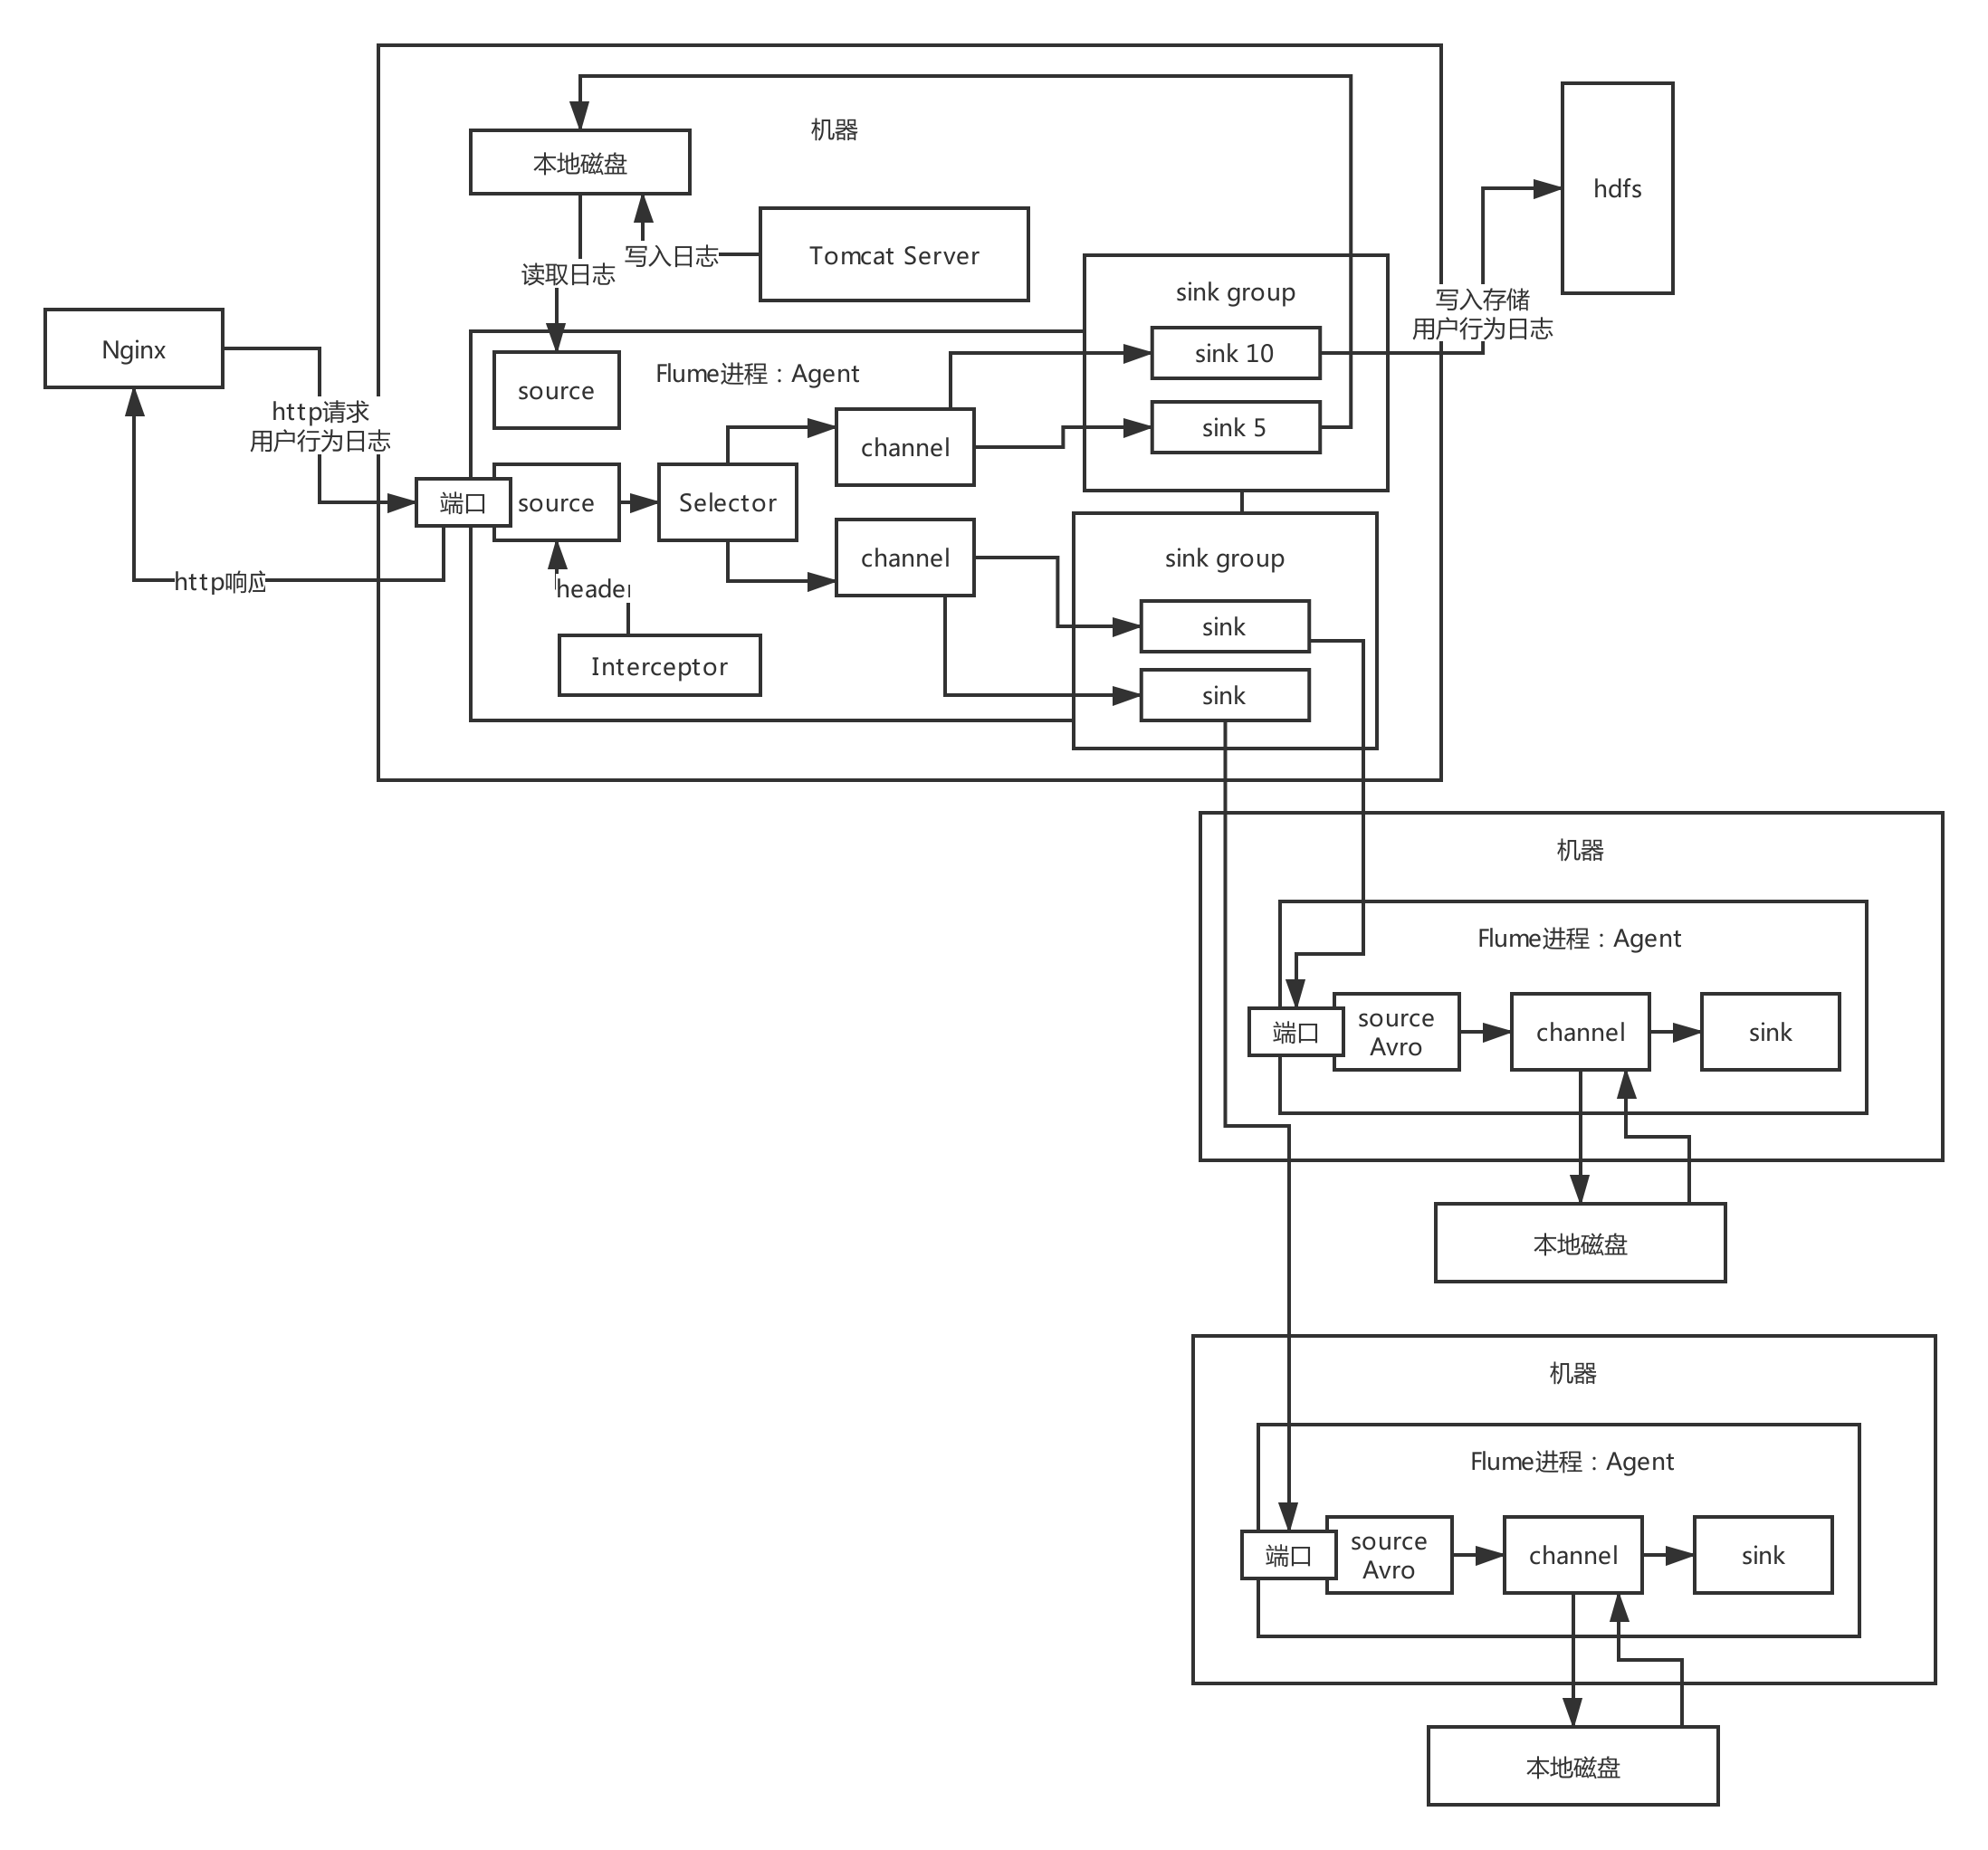 机器
本地磁盘
hdfs
写入日志
Tomcat Server
读取日志
sink group
写入存储
用户行为日志
Nginx
sink 10
Flume进程：Agent
source
http请求
用户行为日志
sink 5
channel
端口
source
Selector
channel
sink group
http响应
header
sink
Interceptor
sink
机器
Flume进程：Agent
端口
source
Avro
channel
sink
本地磁盘
机器
Flume进程：Agent
端口
source
Avro
channel
sink
本地磁盘